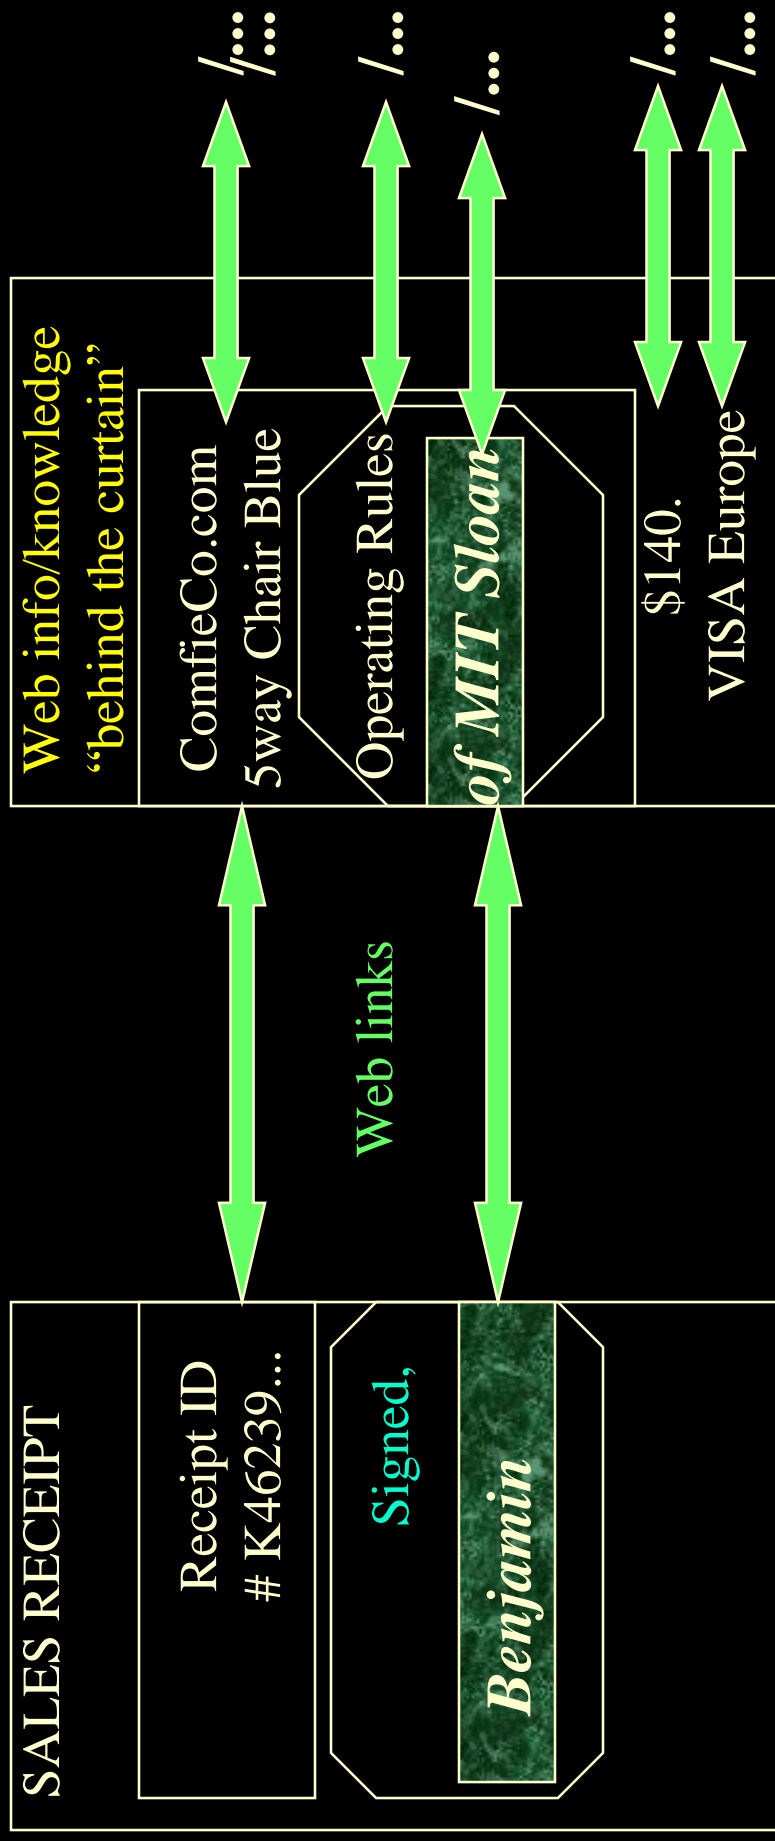 SALES RECEIPT
Receipt ID
# K46239...
Signed,
Benjamin
Web links
Web info/knowledge
“behind the curtain”
ComfieCo.com
5way Chair Blue
Operating Rules
of MIT Sloan
$140.
VISA Europe
/...
/...
/...
/...
/...
/...